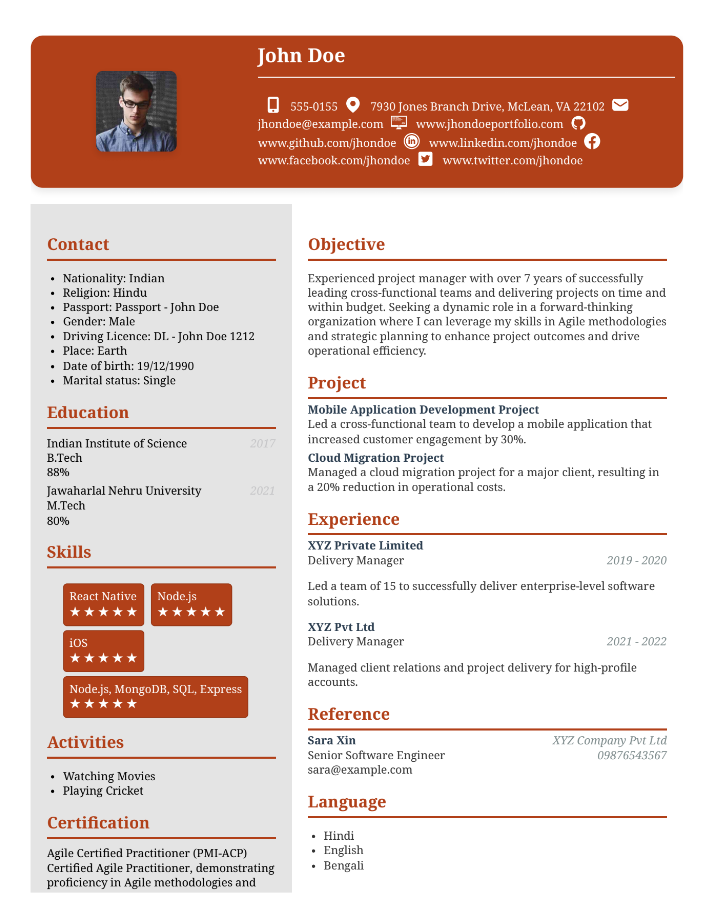 John Doe
555-0155 7930 Jones Branch Drive, McLean, VA 22102
jhondoe@example.com www.jhondoeportfolio.com
www.github.com/jhondoe www.linkedin.com/jhondoe
www.facebook.com/jhondoe www.twitter.com/jhondoe
Contact
• Nationality: Indian
• Religion: Hindu
• Passport: Passport - John Doe
• Gender: Male
• Driving Licence: DL - John Doe 1212
• Place: Earth
• Date of birth: 19/12/1990
• Marital status: Single
Education
Indian Institute of Science 2017
B.Tech
88%
Jawaharlal Nehru University 2021
M.Tech
80%
Skills
React Native
★★★★★
Node.js
★★★★★
iOS
★★★★★
Node.js, MongoDB, SQL, Express
★★★★★
Activities
• Watching Movies
• Playing Cricket
Certification
Agile Certified Practitioner (PMI-ACP)
Certified Agile Practitioner, demonstrating
proficiency in Agile methodologies and
Objective
Experienced project manager with over 7 years of successfully
leading cross-functional teams and delivering projects on time and
within budget. Seeking a dynamic role in a forward-thinking
organization where I can leverage my skills in Agile methodologies
and strategic planning to enhance project outcomes and drive
operational efficiency.
Project
Mobile Application Development Project
Led a cross-functional team to develop a mobile application that
increased customer engagement by 30%.
Cloud Migration Project
Managed a cloud migration project for a major client, resulting in
a 20% reduction in operational costs.
Experience
XYZ Private Limited
Delivery Manager 2019 - 2020
Led a team of 15 to successfully deliver enterprise-level software
solutions.
XYZ Pvt Ltd
Delivery Manager 2021 - 2022
Managed client relations and project delivery for high-profile
accounts.
Reference
Sara Xin XYZ Company Pvt Ltd
Senior Software Engineer 09876543567
sara@example.com
Language
• Hindi
• English
• Bengali